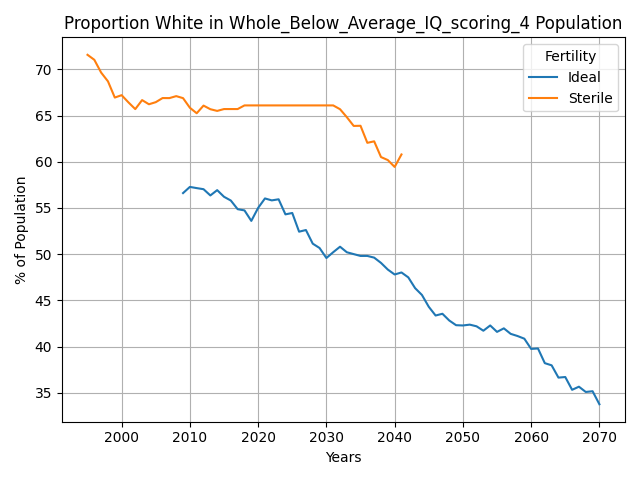 Proportion White in Whole_Below_Average_IQ_scoring_4 Population
Fertility
Ideal
Sterile
% of Population
70
65
60
55
50
45
40
35
2000 2010 2020 2030 2040 2050 2060 2070
Years